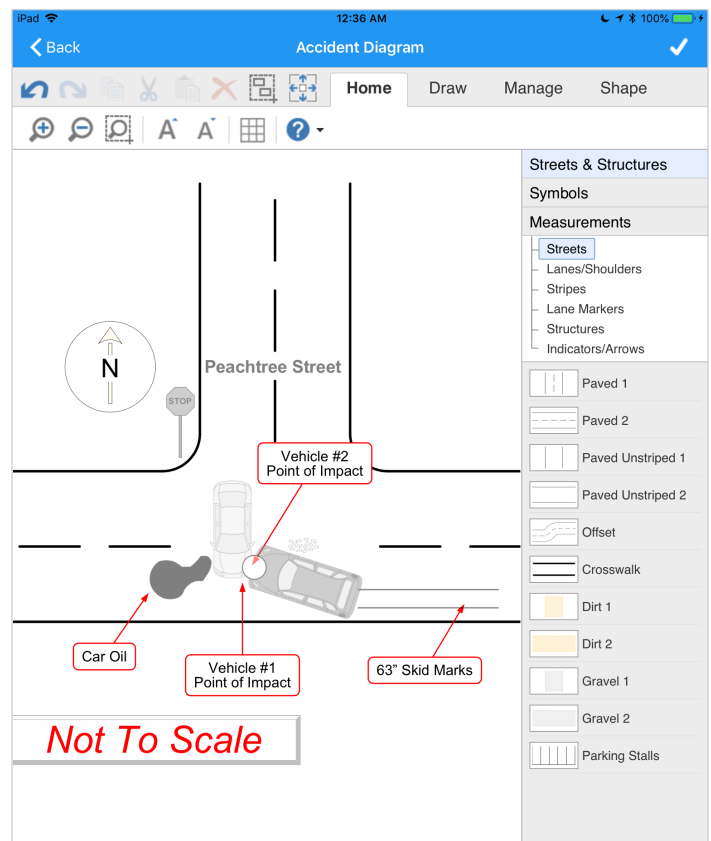 iPad 12:36 AM 100%
Back Accident Diagram
Home Draw Manage Shape
A A ?
Streets & Structures
Symbols
Measurements
Streets
Lanes/Shoulders
Stripes
Lane Markers
Structures
Indicators/Arrows
Paved 1
Paved 2
Paved Unstriped 1
Paved Unstriped 2
Offset
Crosswalk
Dirt 1
Dirt 2
Gravel 1
Gravel 2
Parking Stalls
N
Peachtree Street
STOP
Vehicle #2
Point of Impact
Car Oil
Vehicle #1
Point of Impact
63” Skid Marks
Not To Scale